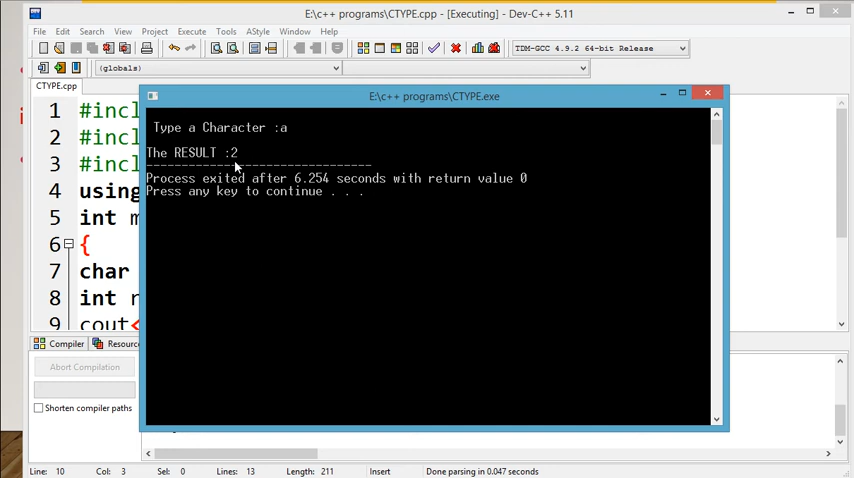 E:\c++ programs\CTYPE.cpp - [Executing] - Dev-C++ 5.11
File Edit Search View Project Execute Tools AStyle Window Help
TDM-GCC 4.9.2 64-bit Release
(globals)
CTYPE.cpp
E:\c++ programs\CTYPE.exe
1 #incl
2 #incl
3 #incl
4 using
5 int m
6 {
7 char
8 int r
9 cout<
Type a Character :a
The RESULT :2
--------------------------------
Process exited after 6.254 seconds with return value 0
Press any key to continue . . .
Compiler Resourc
Abort Compilation
Shorten compiler paths
Line: 10 Col: 3 Sel: 0 Lines: 13 Length: 211 Insert Done parsing in 0.047 seconds